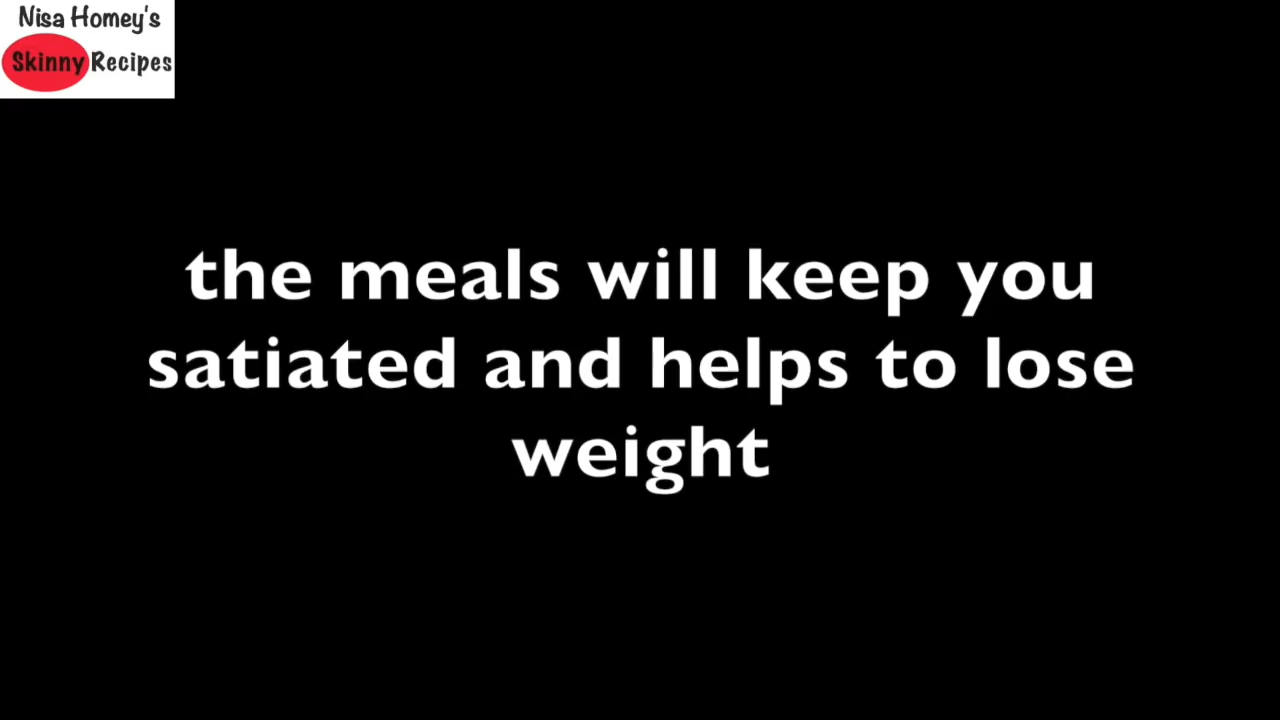 Nisa Homey's
Skinny Recipes
the meals will keep you
satiated and helps to lose
weight